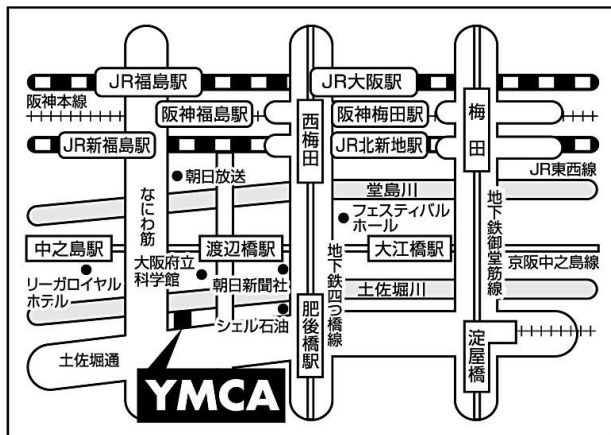 JR福島駅
JR大阪駅
阪神本線
阪神福島駅
西梅田
阪神梅田駅
梅田
JR新福島駅
JR北新地駅
JR東西線
朝日放送
なにわ筋
堂島川
フェスティバル
ホール
地下鉄御堂筋線
中之島駅
渡辺橋駅
大江橋駅
大阪府立
科学館
リーガロイヤル
ホテル
朝日新聞社
地下鉄四つ橋線
京阪中之島線
土佐堀川
シェル石油
肥後橋駅
淀屋橋
土佐堀通
YMCA